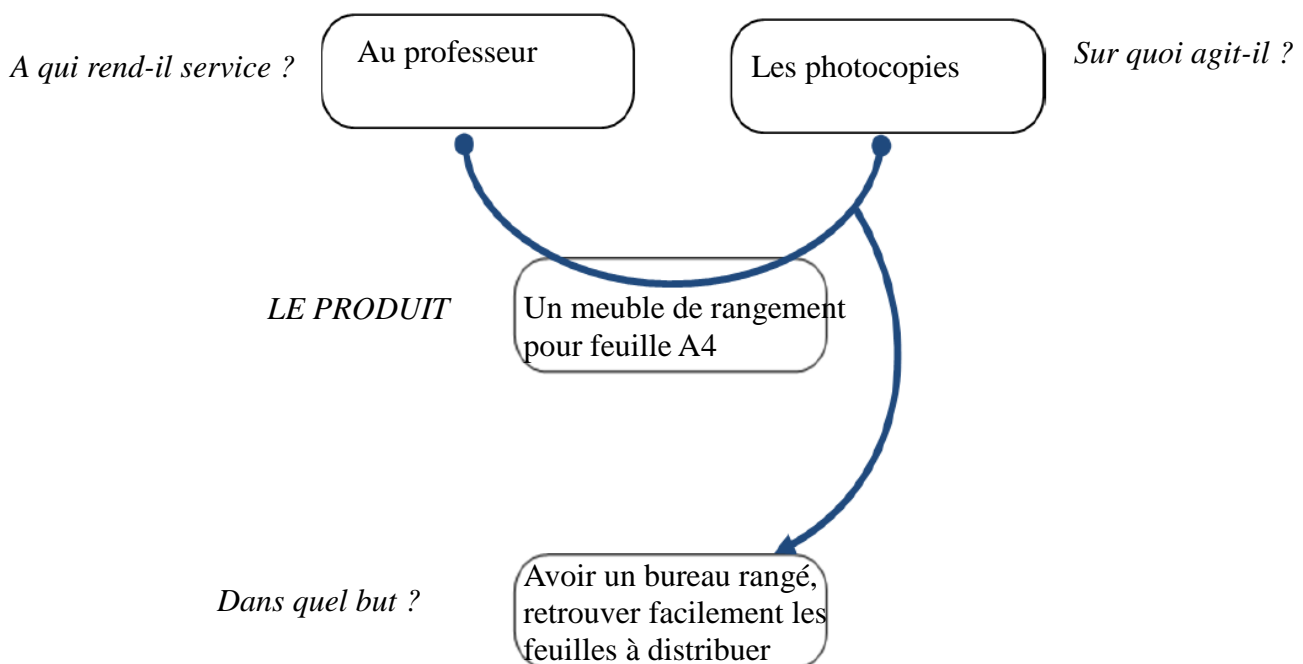 A qui rend-il service ?
Au professeur
Les photocopies
Sur quoi agit-il ?
LE PRODUIT
Un meuble de rangement
pour feuille A4
Dans quel but ?
Avoir un bureau rangé,
retrouver facilement les
feuilles à distribuer